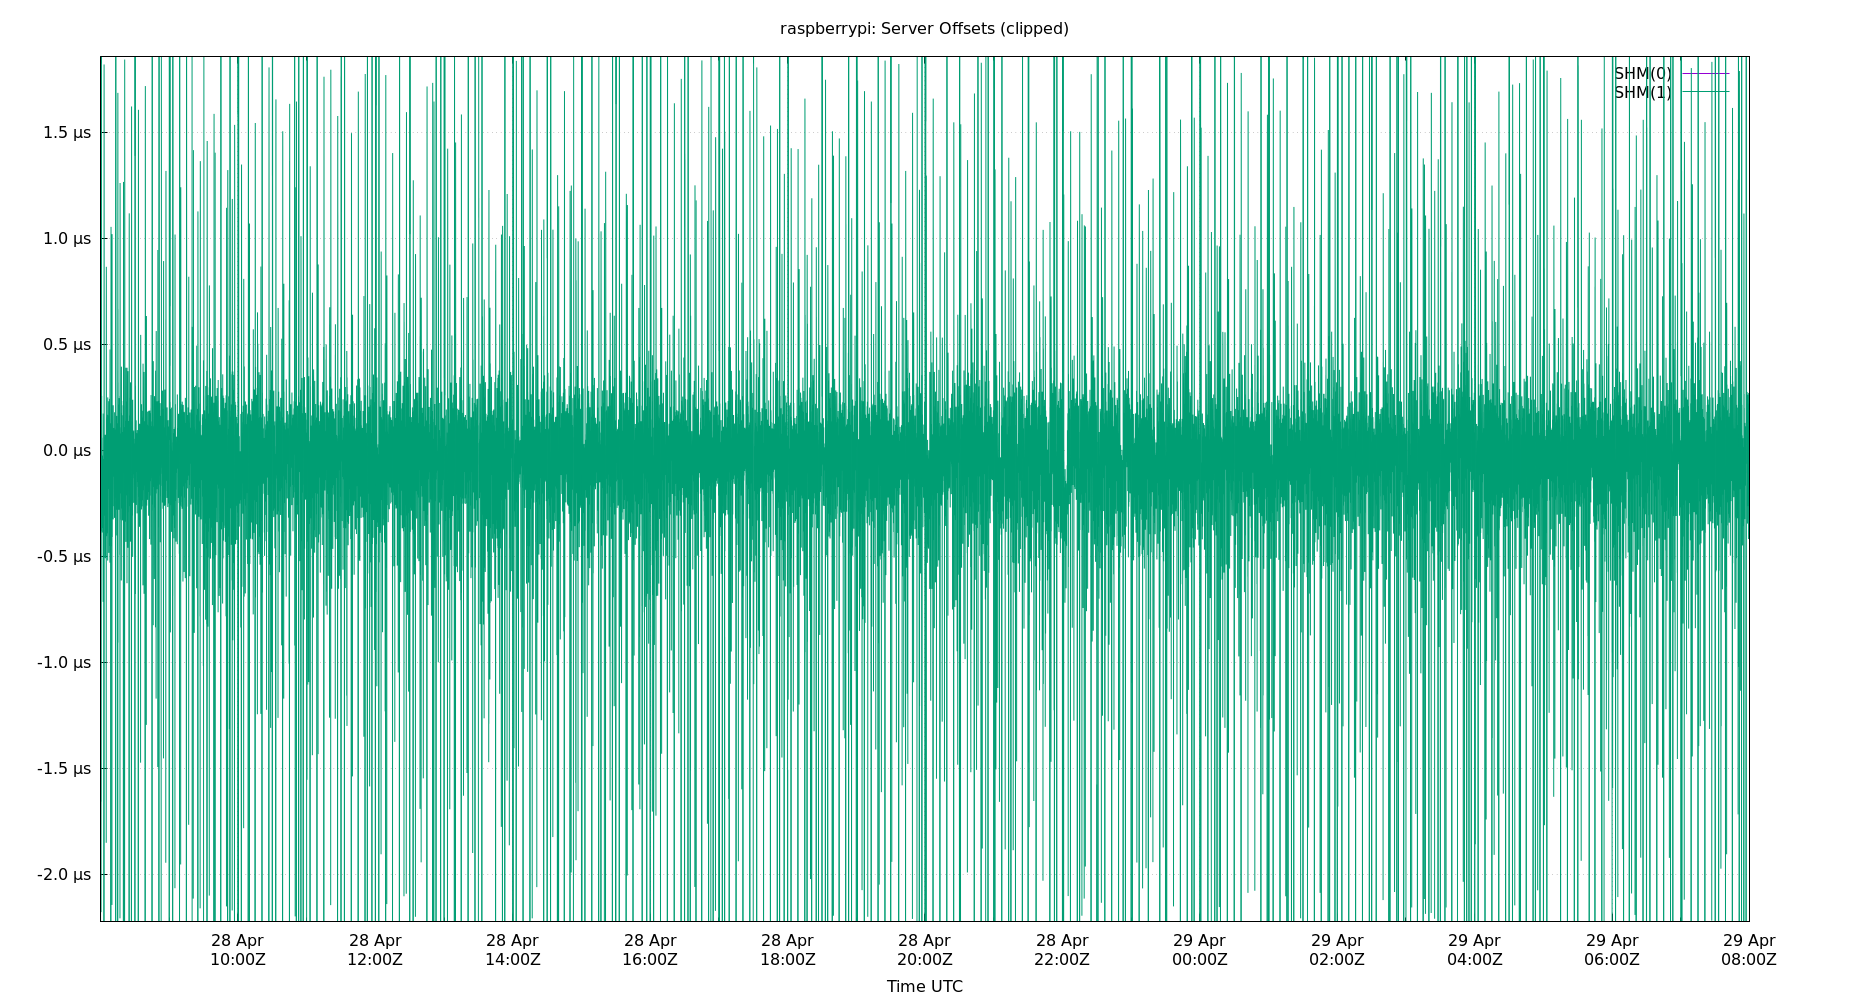 raspberrypi: Server Offsets (clipped)
SHM(0)
SHM(1)
1.5 µs
1.0 µs
0.5 µs
0.0 µs
-0.5 µs
-1.0 µs
-1.5 µs
-2.0 µs
28 Apr 28 Apr 28 Apr 28 Apr 28 Apr 28 Apr 28 Apr 29 Apr 29 Apr 29 Apr 29 Apr 29 Apr
10:00Z 12:00Z 14:00Z 16:00Z 18:00Z 20:00Z 22:00Z 00:00Z 02:00Z 04:00Z 06:00Z 08:00Z
Time UTC